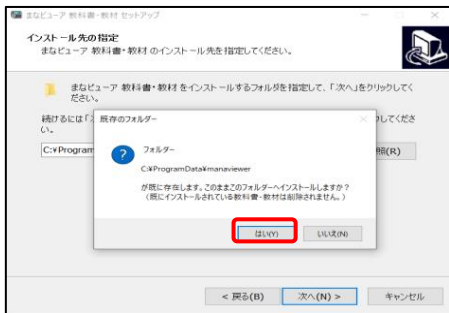 まなビューア 教科書・教材 セットアップ
インストール先の指定
まなビューア 教科書・教材 のインストール先を指定してください。
まなビューア 教科書・教材 をインストールするフォルダを指定して、「次へ」をクリックしてください。
続けるには「
してくださ
い。
C:¥Program
照(R)
既存のフォルダー
フォルダー
C:¥ProgramData¥manaviewer
が既に存在します。このままこのフォルダーへインストールしますか？
（既にインストールされている教科書・教材は削除されません。）
はい(Y)
いいえ(N)
< 戻る(B)
次へ(N) >
キャンセル